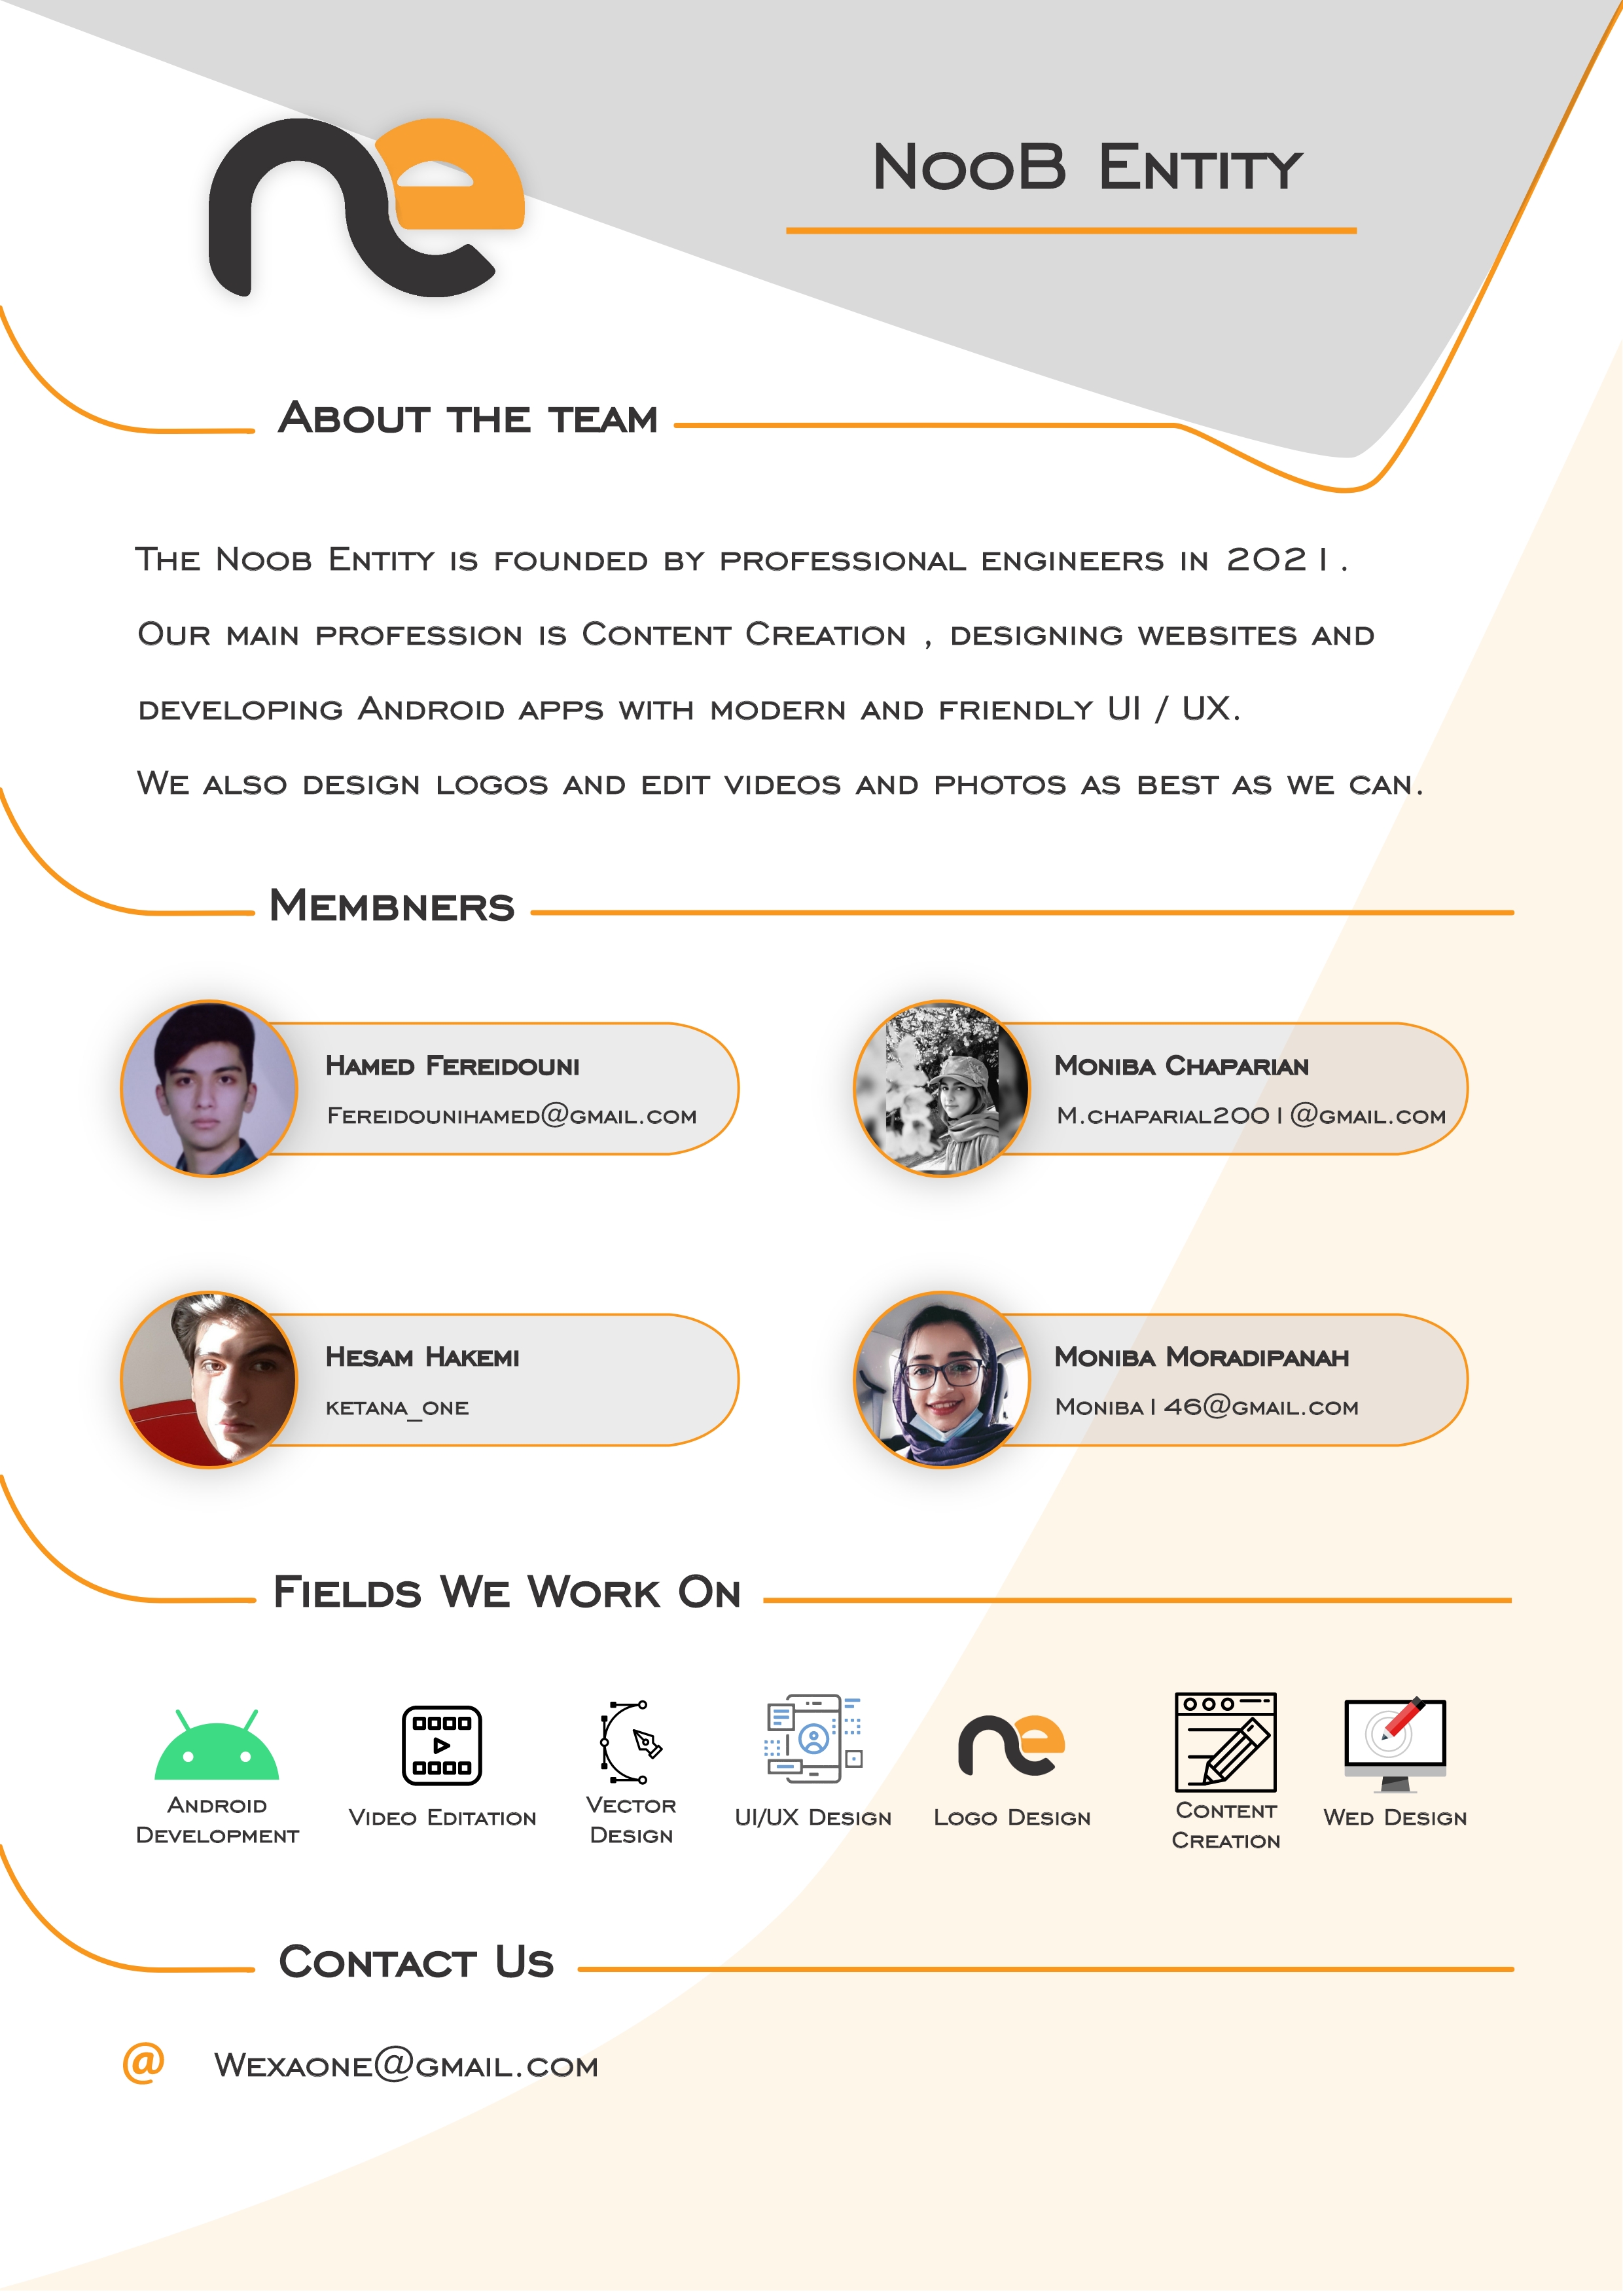 ne
NooB Entity
About the team
The Noob Entity is founded by professional engineers in 2021.
Our main profession is Content Creation , designing websites and
developing Android apps with modern and friendly UI / UX.
We also design logos and edit videos and photos as best as we can.
Membners
Hamed Fereidouni
Fereidounihamed@gmail.com
Moniba Chaparian
M.chaparial2001@gmail.com
Hesam Hakemi
ketana_one
Moniba Moradipanah
Moniba146@gmail.com
Fields We Work On
Android
Development
Video Editation
Vector
Design
UI/UX Design
ne
Logo Design
Content
Creation
Wed Design
Contact Us
@ Wexaone@gmail.com